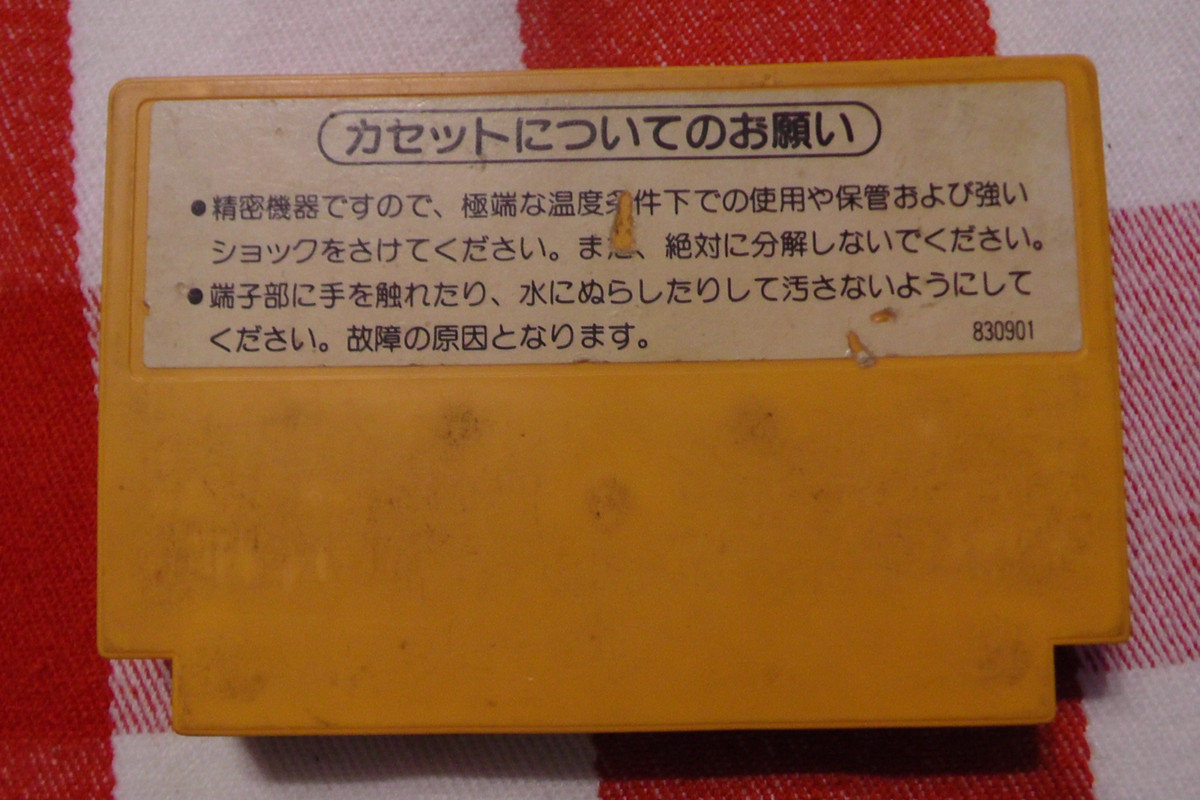 カセットについてのお願い
●精密機器ですので、極端な温度条件下での使用や保管および強い
ショックをさけてください。また、絶対に分解しないでください。
●端子部に手を触れたり、水にぬらしたりして汚さないようにして
ください。故障の原因となります。
830901